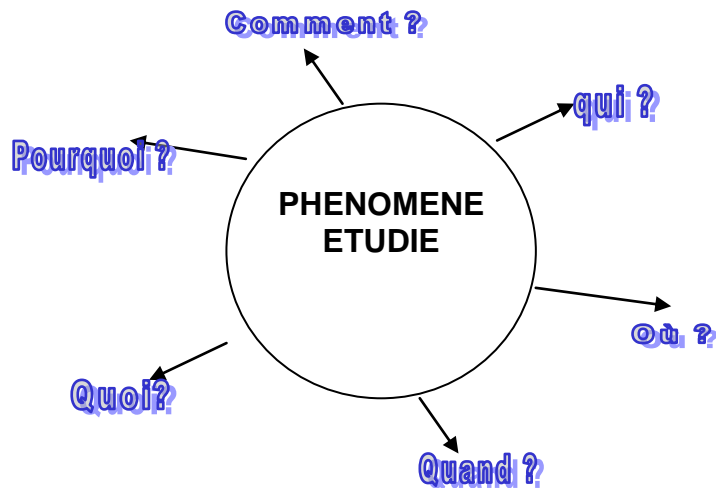 Comment ?
qui ?
Pourquoi ?
PHENOMENE
ETUDIE
Où ?
Quoi?
Quand ?